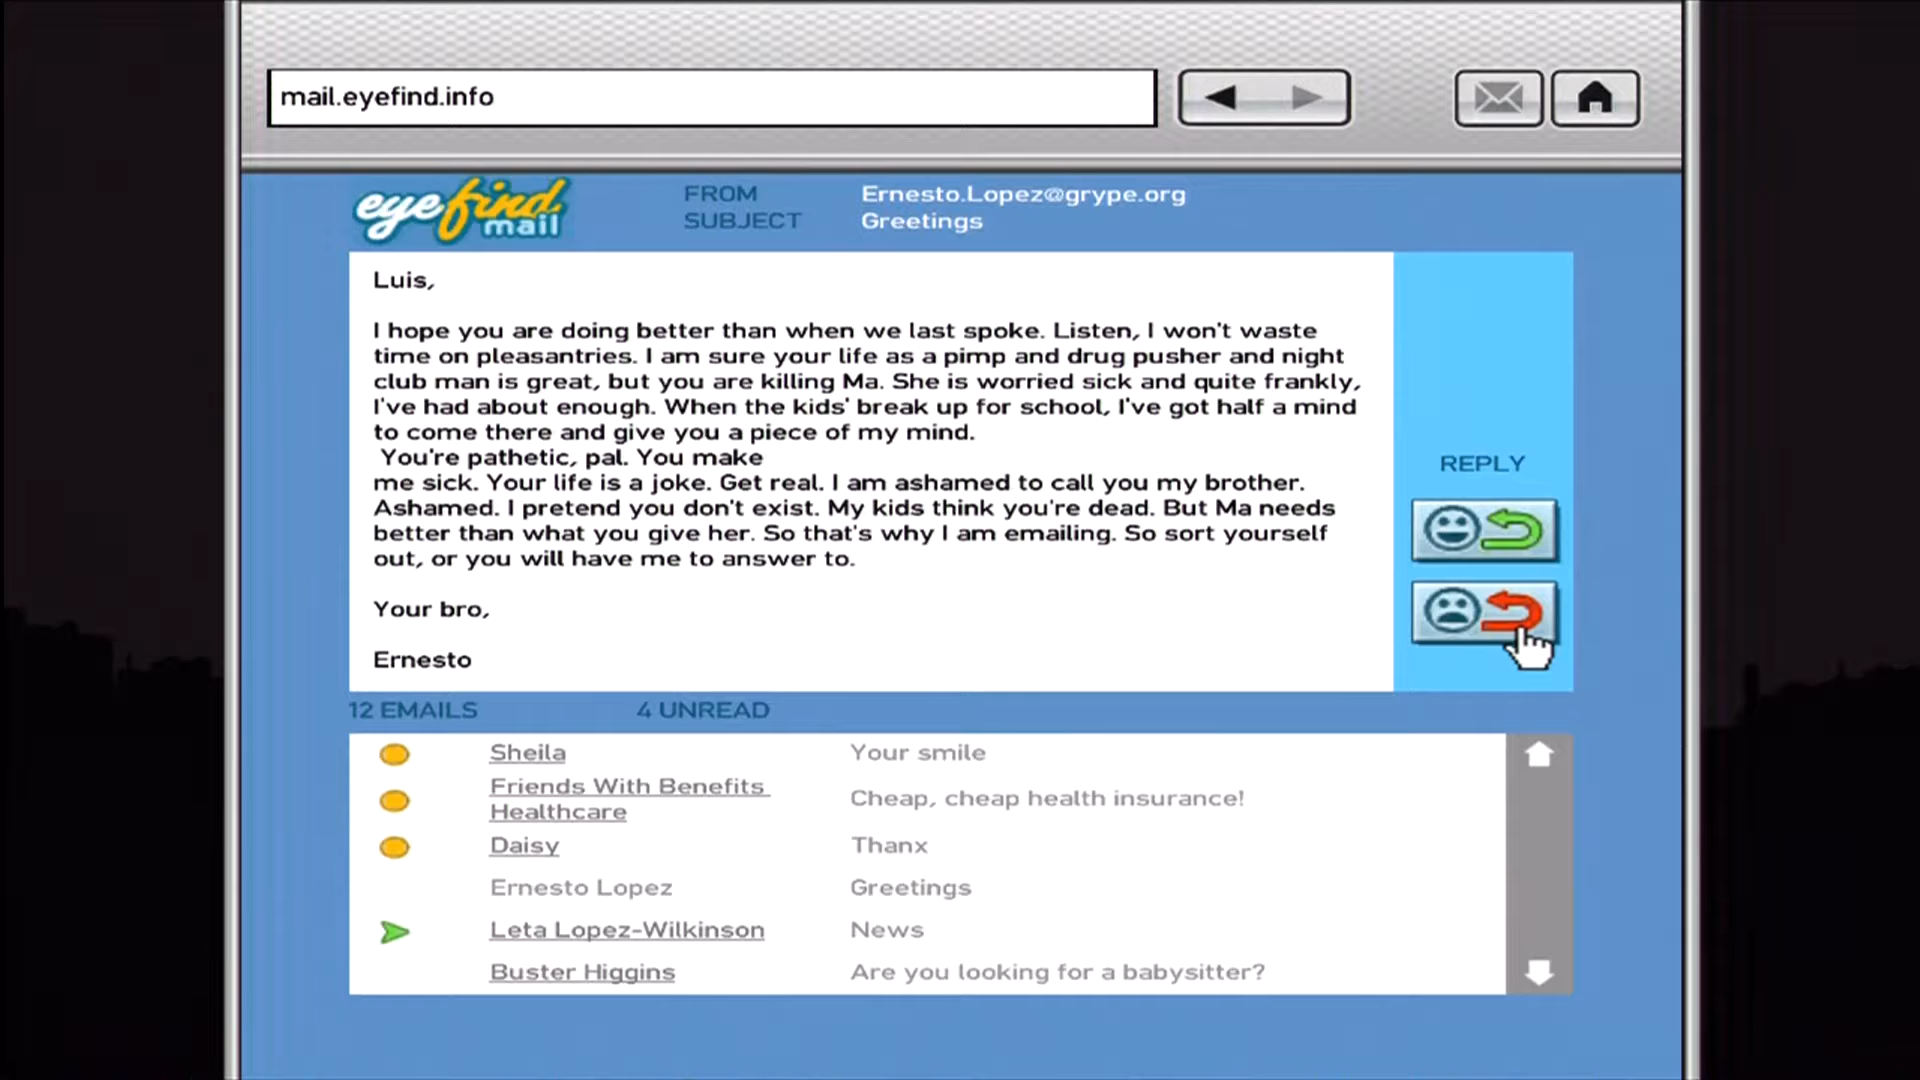 mail.eyefind.info
eyefind mail
FROM Ernesto.Lopez@grype.org
SUBJECT Greetings
Luis,
I hope you are doing better than when we last spoke. Listen, I won't waste
time on pleasantries. I am sure your life as a pimp and drug pusher and night
club man is great, but you are killing Ma. She is worried sick and quite frankly,
I've had about enough. When the kids' break up for school, I've got half a mind
to come there and give you a piece of my mind.
You're pathetic, pal. You make
me sick. Your life is a joke. Get real. I am ashamed to call you my brother.
Ashamed. I pretend you don't exist. My kids think you're dead. But Ma needs
better than what you give her. So that's why I am emailing. So sort yourself
out, or you will have me to answer to.
Your bro,
Ernesto
REPLY
12 EMAILS 4 UNREAD
Sheila Your smile
Friends With Benefits
Healthcare Cheap, cheap health insurance!
Daisy Thanx
Ernesto Lopez Greetings
Leta Lopez-Wilkinson News
Buster Higgins Are you looking for a babysitter?